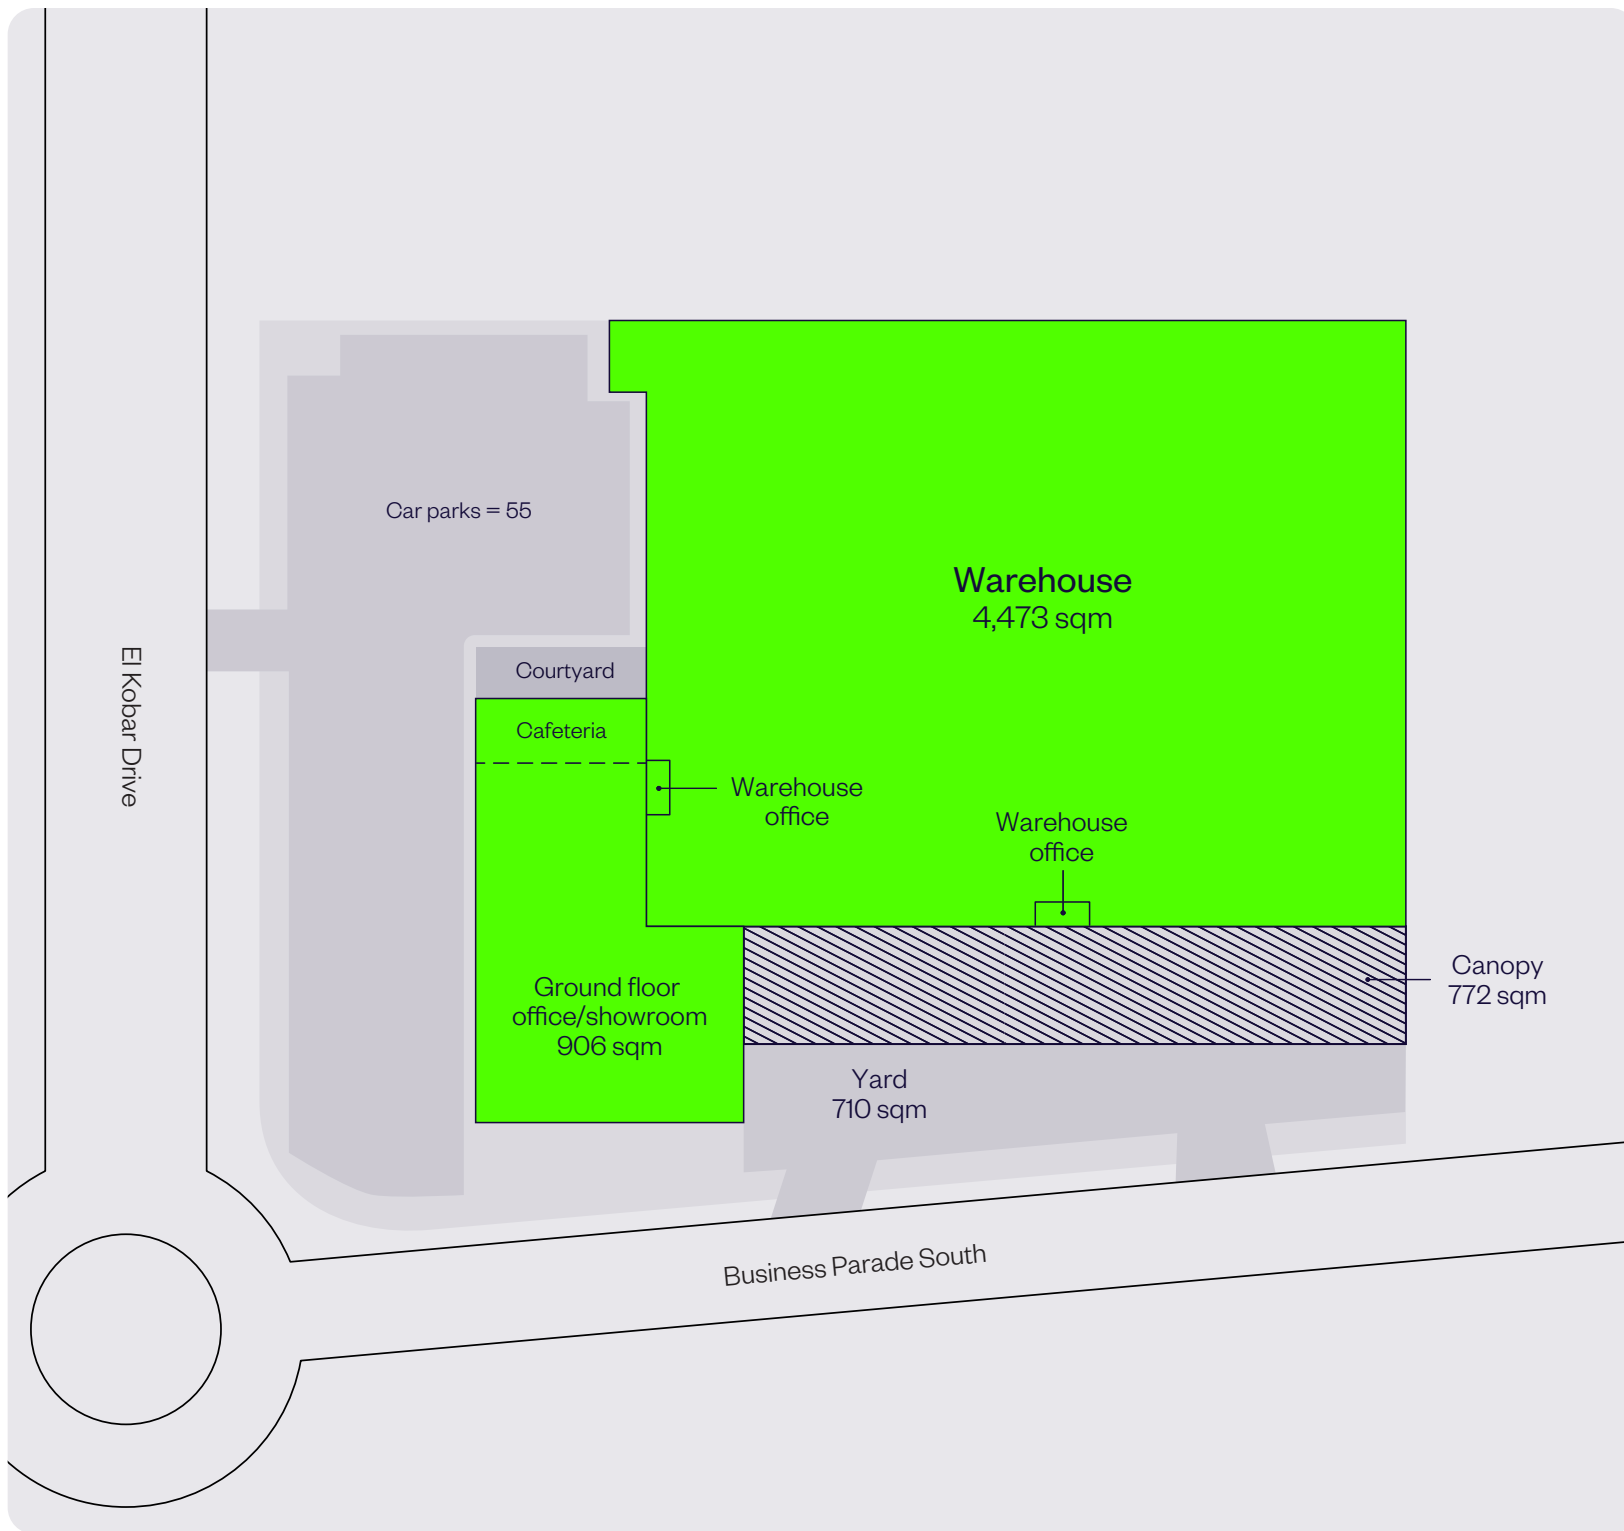 Car parks = 55
Warehouse
4,473 sqm
El Kobar Drive
Courtyard
Cafeteria
Warehouse
office
Warehouse
office
Canopy
772 sqm
Ground floor
office/showroom
906 sqm
Yard
710 sqm
Business Parade South